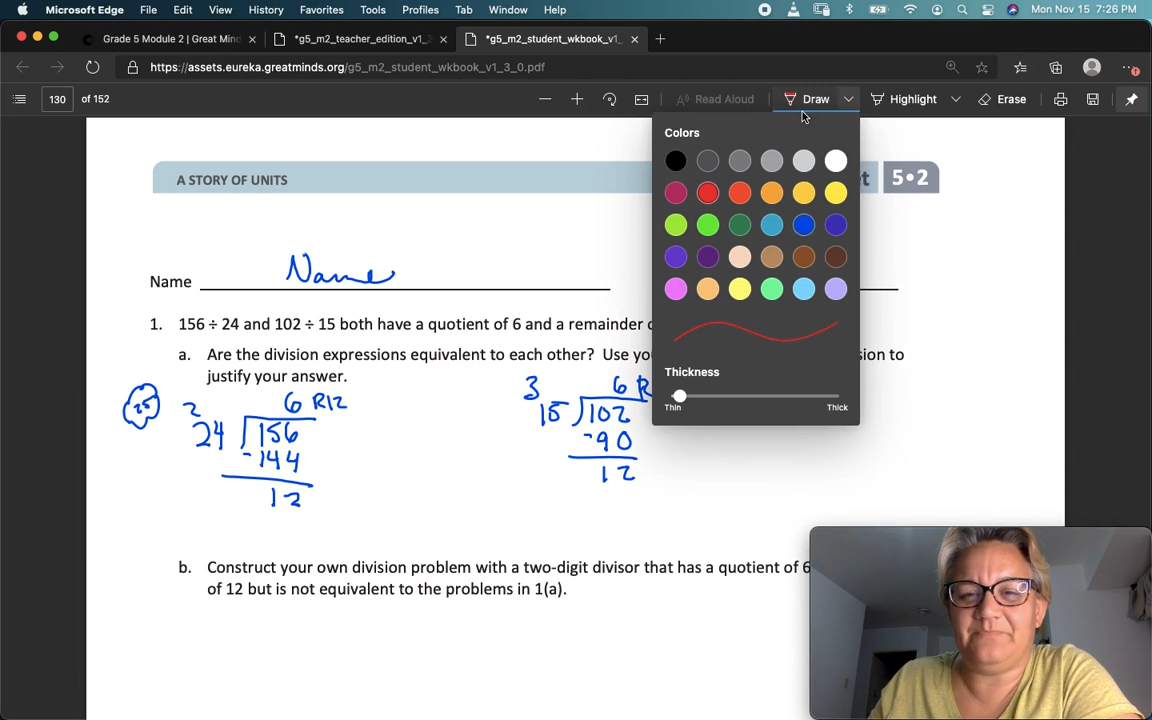 Microsoft Edge File Edit View History Favorites Tools Profiles Tab Window Help Mon Nov 15 7:26 PM
Grade 5 Module 2 | Great Mind × *g5_m2_teacher_edition_v1_3 × *g5_m2_student_wkbook_v1_ × +
https://assets.eureka.greatminds.org/g5_m2_student_wkbook_v1_3_0.pdf
130 of 152 Read Aloud Draw Highlight Erase
Colors
A STORY OF UNITS 5•2
Name Name
1. 156 ÷ 24 and 102 ÷ 15 both have a quotient of 6 and a remainder
a. Are the division expressions equivalent to each other? Use sion to
justify your answer.
Thickness
Thin Thick
25 2 6 R12
24 156
-144
12
3 6 R
15 102
-90
12
b. Construct your own division problem with a two-digit divisor that has a quotient of 6
of 12 but is not equivalent to the problems in 1(a).